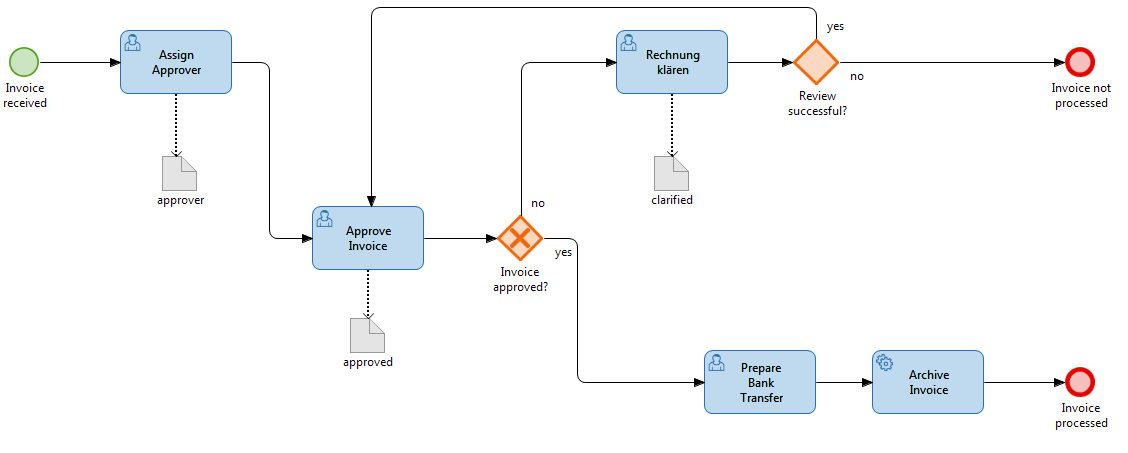 yes
Assign
Approver
Rechnung
klären
Invoice
received
no
Review
successful?
Invoice not
processed
approver
clarified
no
Approve
Invoice
yes
Invoice
approved?
approved
Prepare
Bank
Transfer
Archive
Invoice
Invoice
processed